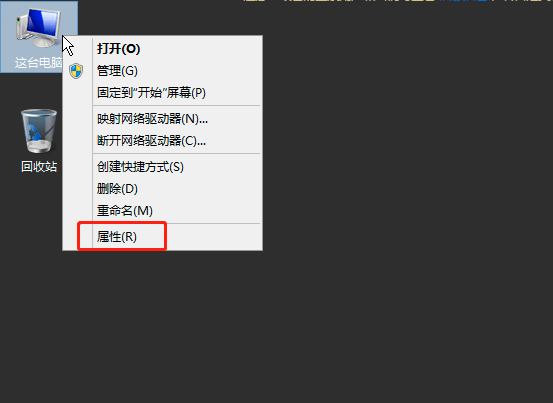 这台电脑
打开(O)
管理(G)
固定到"开始"屏幕(P)
映射网络驱动器(N)...
断开网络驱动器(C)...
创建快捷方式(S)
删除(D)
重命名(M)
属性(R)
回收站